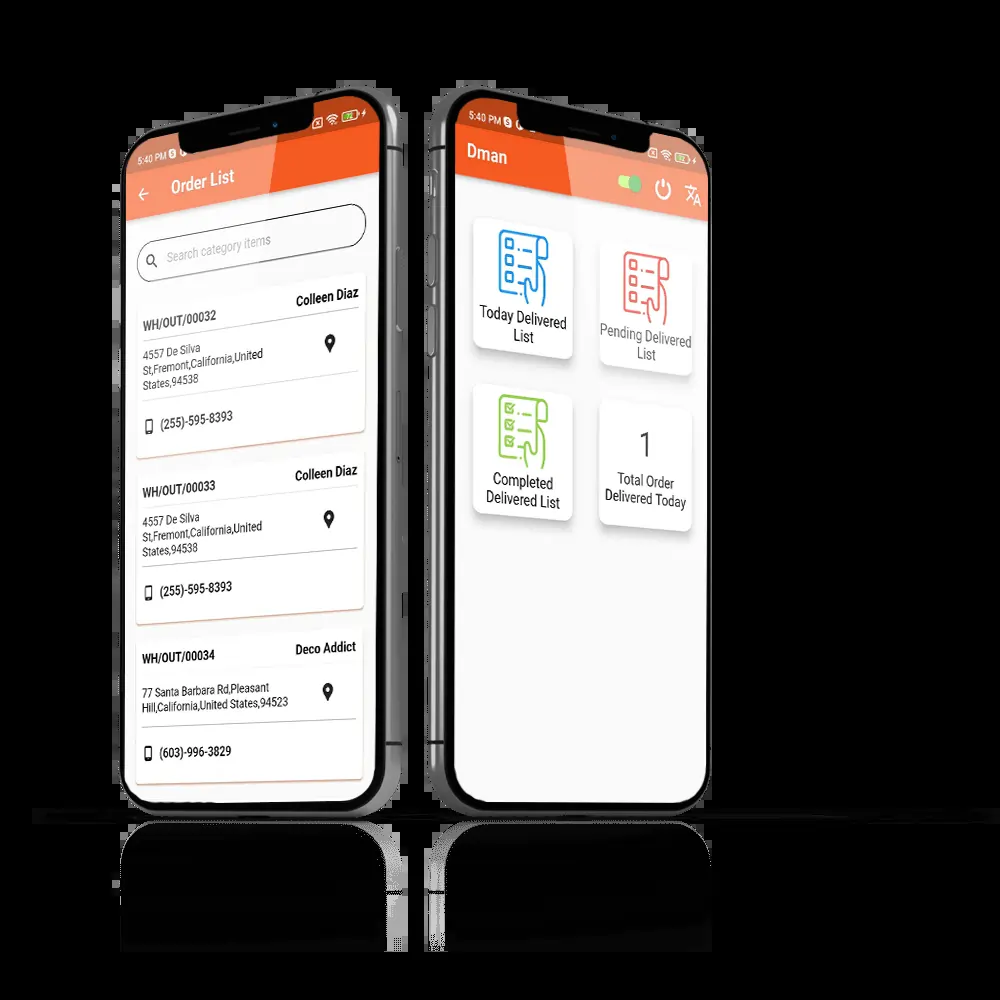 5:40 PM
72
Order List
Search category items
WH/OUT/00032
Colleen Diaz
4557 De Silva
St,Fremont,California,United
States,94538
(255)-595-8393
WH/OUT/00033
Colleen Diaz
4557 De Silva
St,Fremont,California,United
States,94538
(255)-595-8393
WH/OUT/00034
Deco Addict
77 Santa Barbara Rd,Pleasant
Hill,California,United States,94523
(603)-996-3829
5:40 PM
72
Dman
Today Delivered
List
Pending Delivered
List
Completed
Delivered List
1
Total Order
Delivered Today